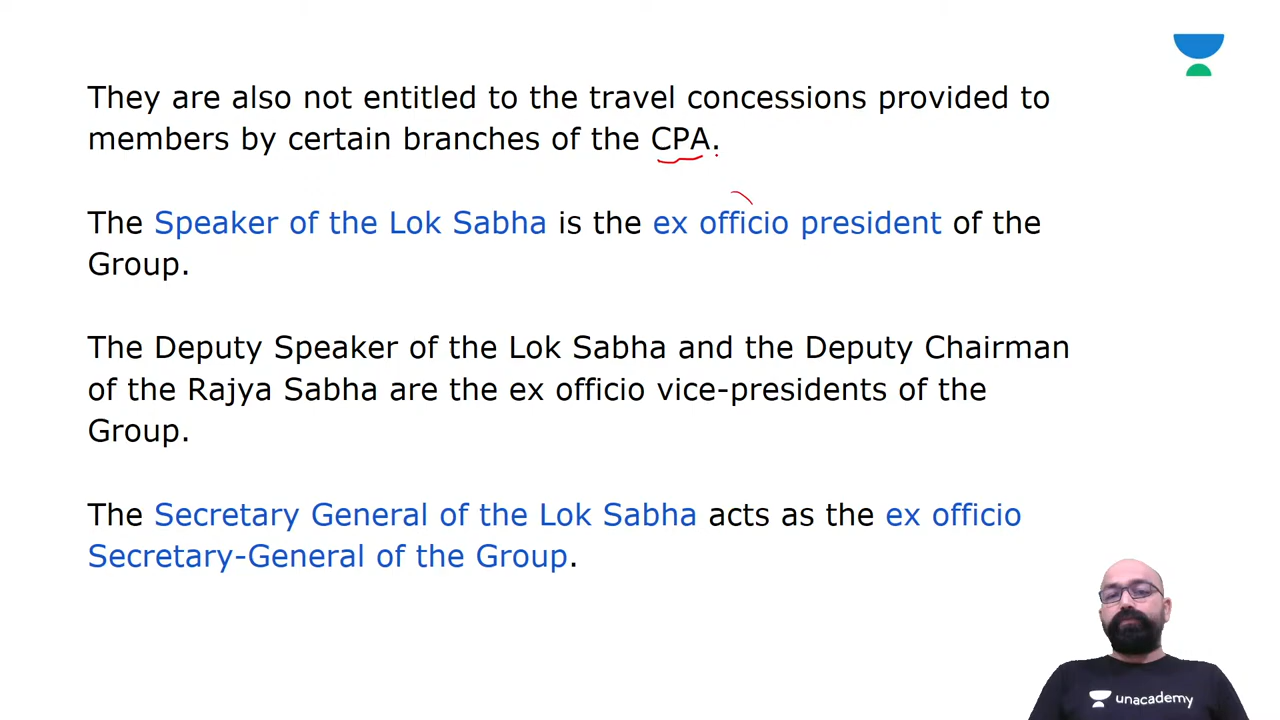 They are also not entitled to the travel concessions provided to
members by certain branches of the CPA.
The Speaker of the Lok Sabha is the ex officio president of the
Group.
The Deputy Speaker of the Lok Sabha and the Deputy Chairman
of the Rajya Sabha are the ex officio vice-presidents of the
Group.
The Secretary General of the Lok Sabha acts as the ex officio
Secretary-General of the Group.
unacademy